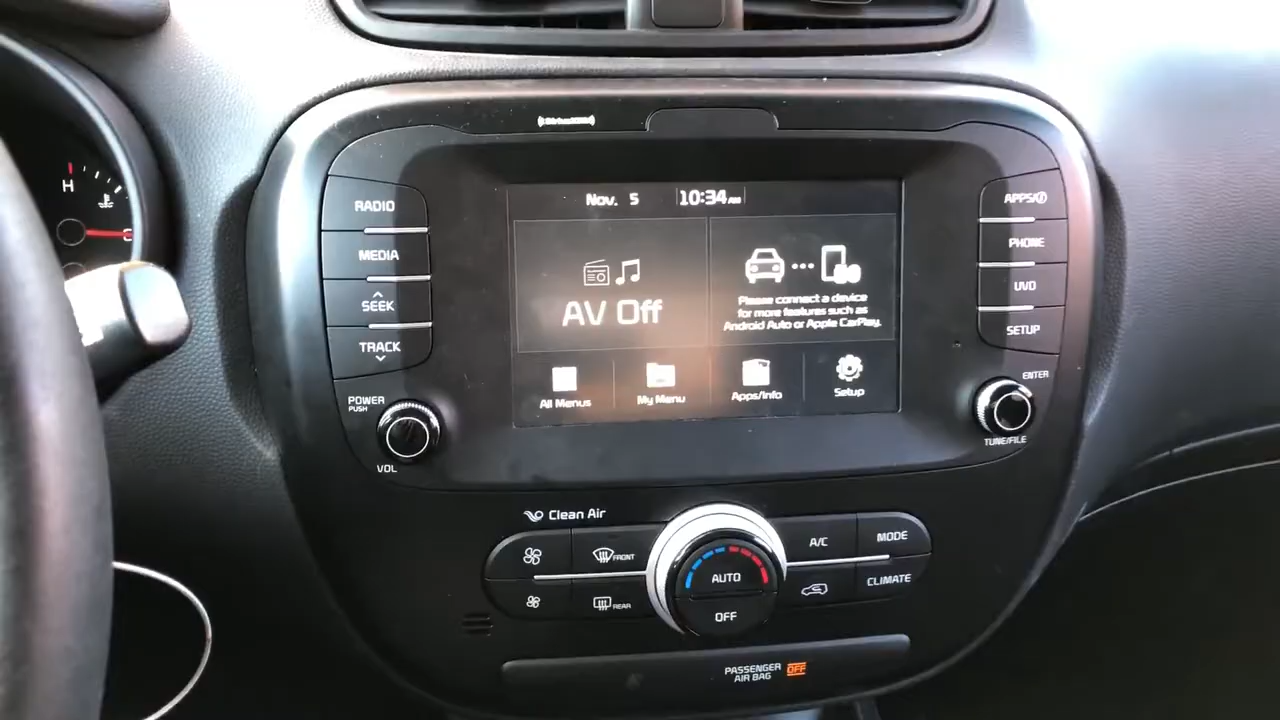 ((SiriusXM))
Nov. 5 10:34 AM
H
C
RADIO
MEDIA
SEEK
TRACK
POWER
PUSH
VOL
AV Off
Please connect a device
for more features such as
Android Auto or Apple CarPlay.
All Menus
My Menu
Apps/Info
Setup
APPS/i
PHONE
UVO
SETUP
ENTER
TUNE/FILE
Clean Air
FRONT
REAR
AUTO
OFF
A/C
MODE
CLIMATE
PASSENGER
AIR BAG OFF